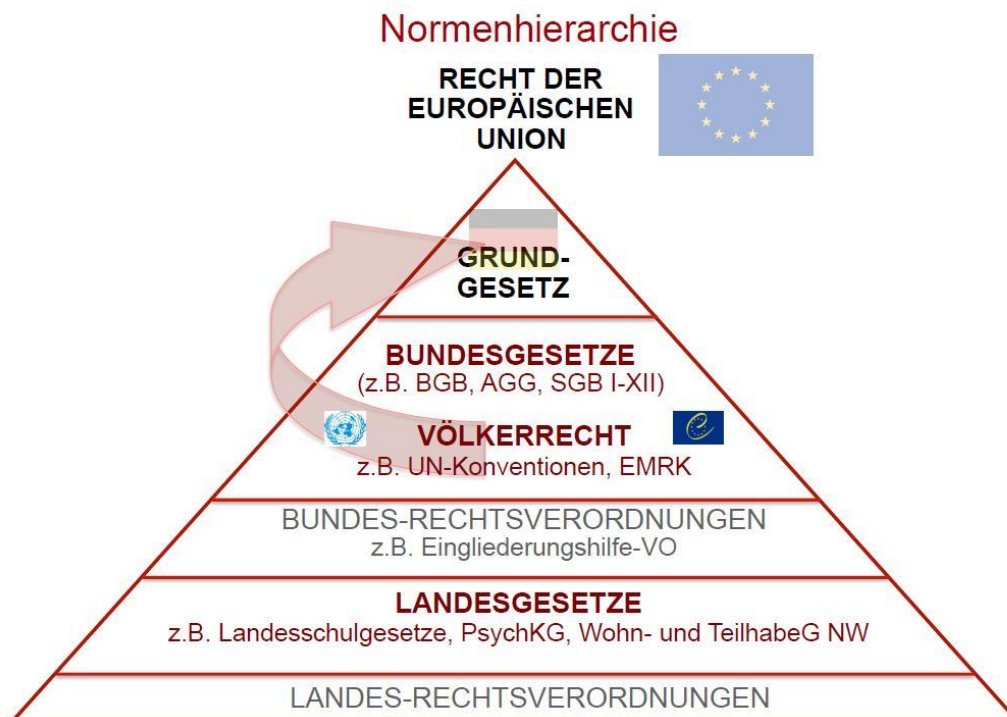 Normenhierarchie
RECHT DER
EUROPÄISCHEN
UNION
GRUND-
GESETZ
BUNDESGESETZE
(z.B. BGB, AGG, SGB I-XII)
VÖLKERRECHT
z.B. UN-Konventionen, EMRK
BUNDES-RECHTSVERORDNUNGEN
z.B. Eingliederungshilfe-VO
LANDESGESETZE
z.B. Landesschulgesetze, PsychKG, Wohn- und TeilhabeG NW
LANDES-RECHTSVERORDNUNGEN